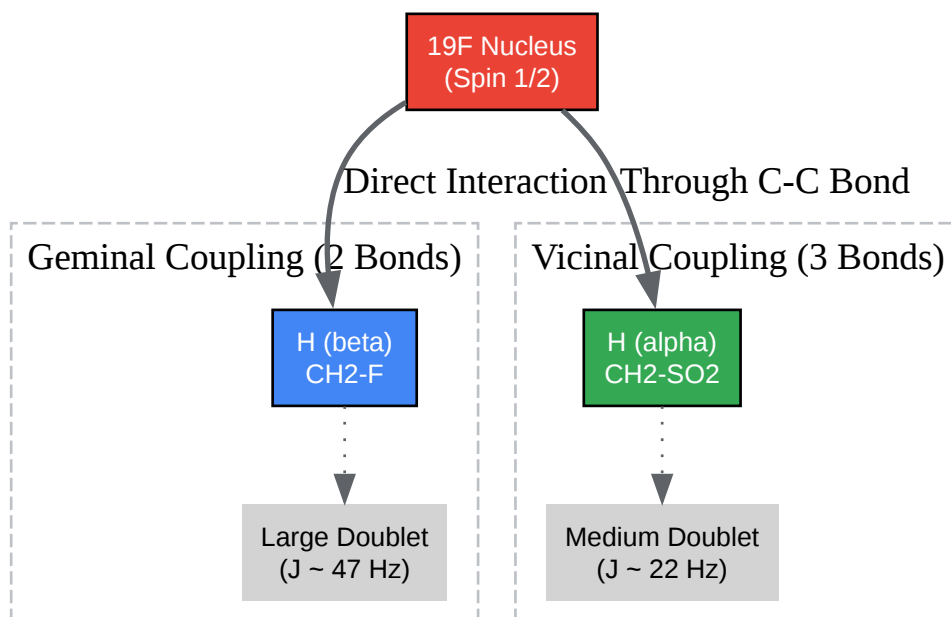 19F Nucleus
(Spin 1/2)
Direct Interaction Through C-C Bond
Geminal Coupling (2 Bonds)
Vicinal Coupling (3 Bonds)
H (beta)
CH2-F
H (alpha)
CH2-SO2
Large Doublet
(J ~ 47 Hz)
Medium Doublet
(J ~ 22 Hz)